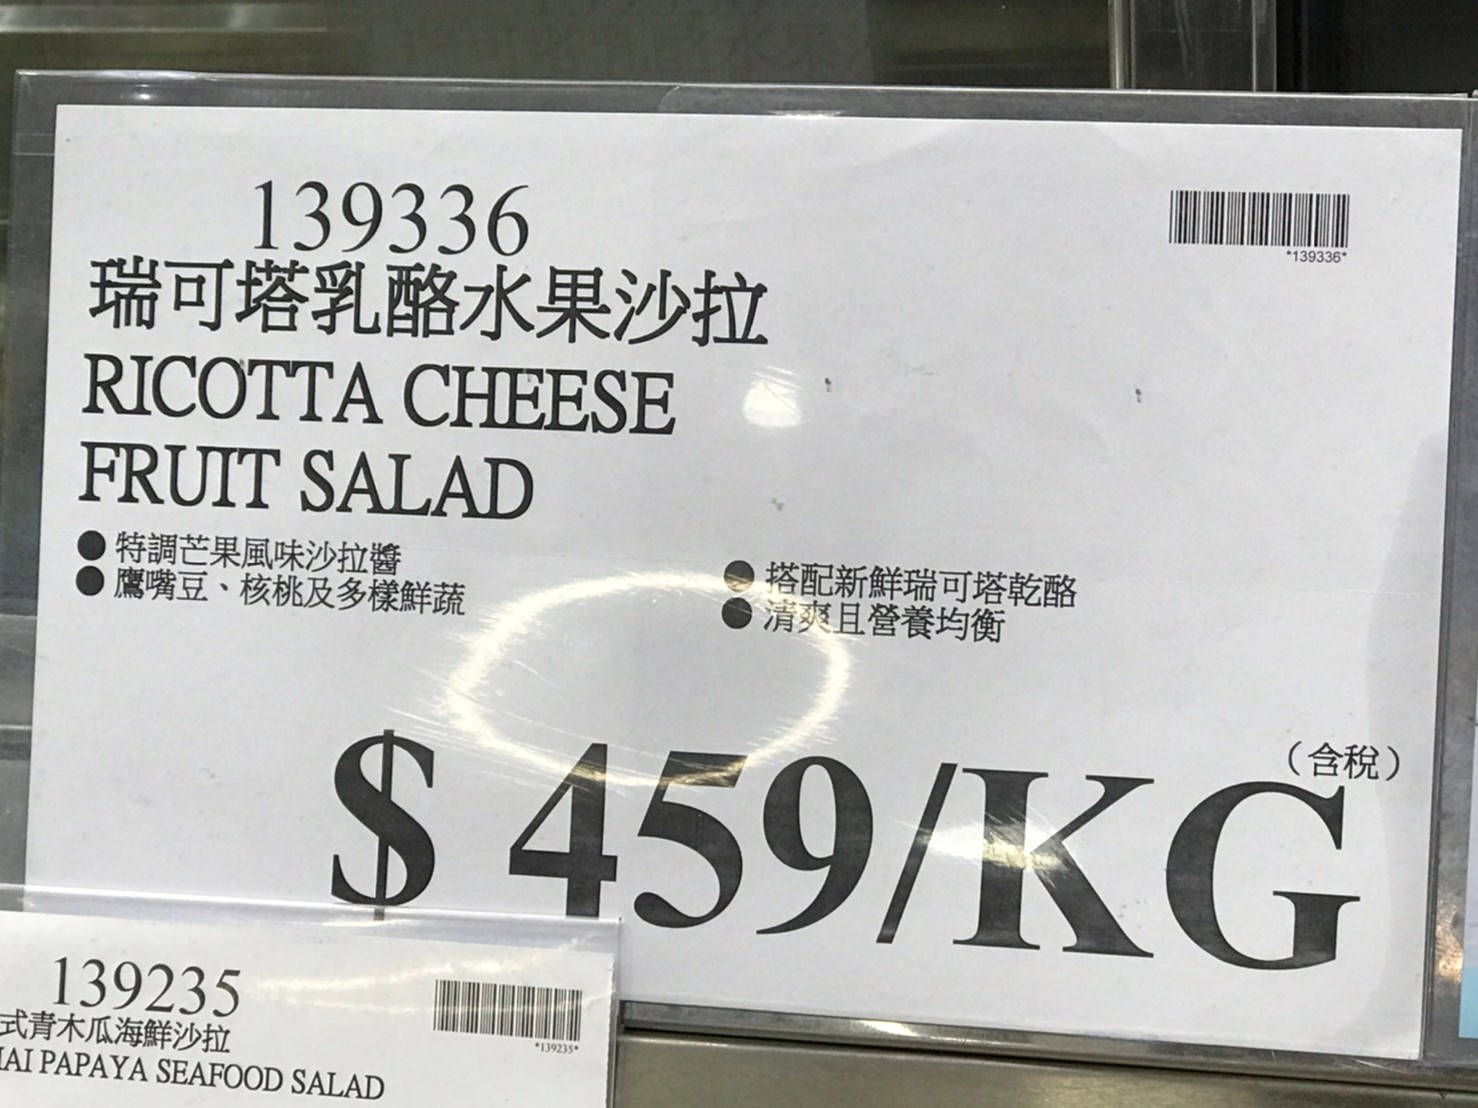 139336
*139336*
瑞可塔乳酪水果沙拉
RICOTTA CHEESE
FRUIT SALAD
●特調芒果風味沙拉醬
●鷹嘴豆、核桃及多樣鮮蔬
●搭配新鮮瑞可塔乾酪
●清爽且營養均衡
（含稅）
$ 459/KG
139235
*139235*
式青木瓜海鮮沙拉
IAI PAPAYA SEAFOOD SALAD